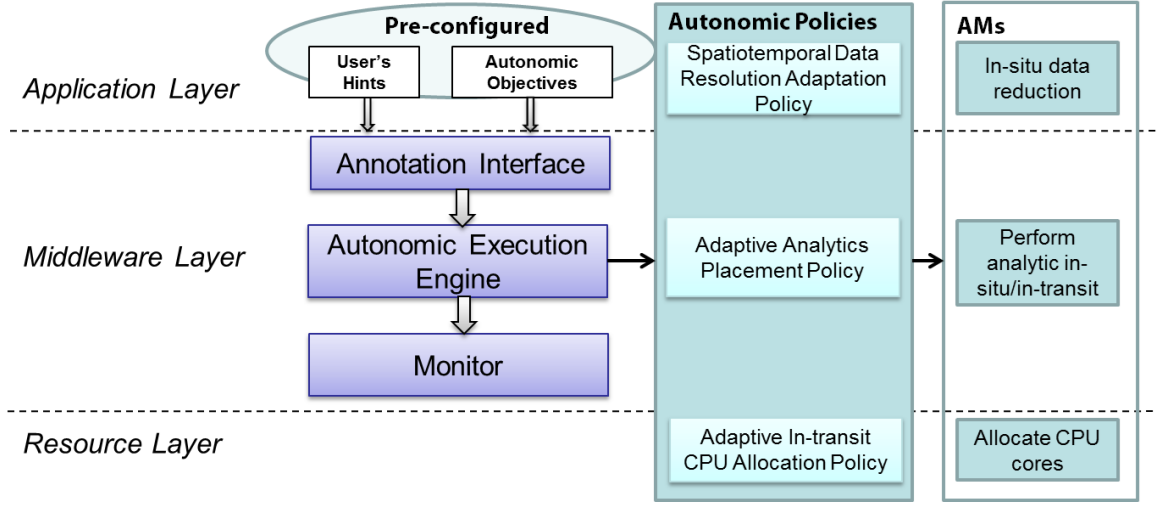 Pre-configured
User's
Hints
Autonomic
Objectives
Autonomic Policies
Spatiotemporal Data
Resolution Adaptation
Policy
AMs
In-situ data
reduction
Application Layer
Annotation Interface
Middleware Layer
Autonomic Execution
Engine
Adaptive Analytics
Placement Policy
Perform
analytic in-
situ/in-transit
Monitor
Resource Layer
Adaptive In-transit
CPU Allocation Policy
Allocate CPU
cores